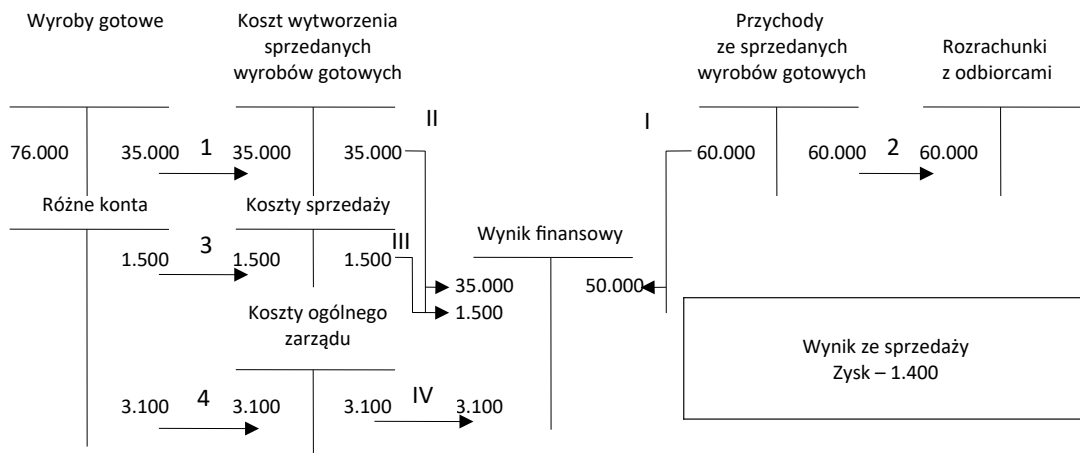 Wyroby gotowe
Koszt wytworzenia
sprzedanych
wyrobów gotowych
Przychody
ze sprzedanych
wyrobów gotowych
Rozrachunki
z odbiorcami
II
I
76.000 35.000 1 35.000 35.000
60.000 60.000 2 60.000
Różne konta
Koszty sprzedaży
III
Wynik finansowy
1.500 3 1.500 1.500
35.000 50.000
1.500
Koszty ogólnego
zarządu
Wynik ze sprzedaży
Zysk – 1.400
3.100 4 3.100 3.100 IV 3.100